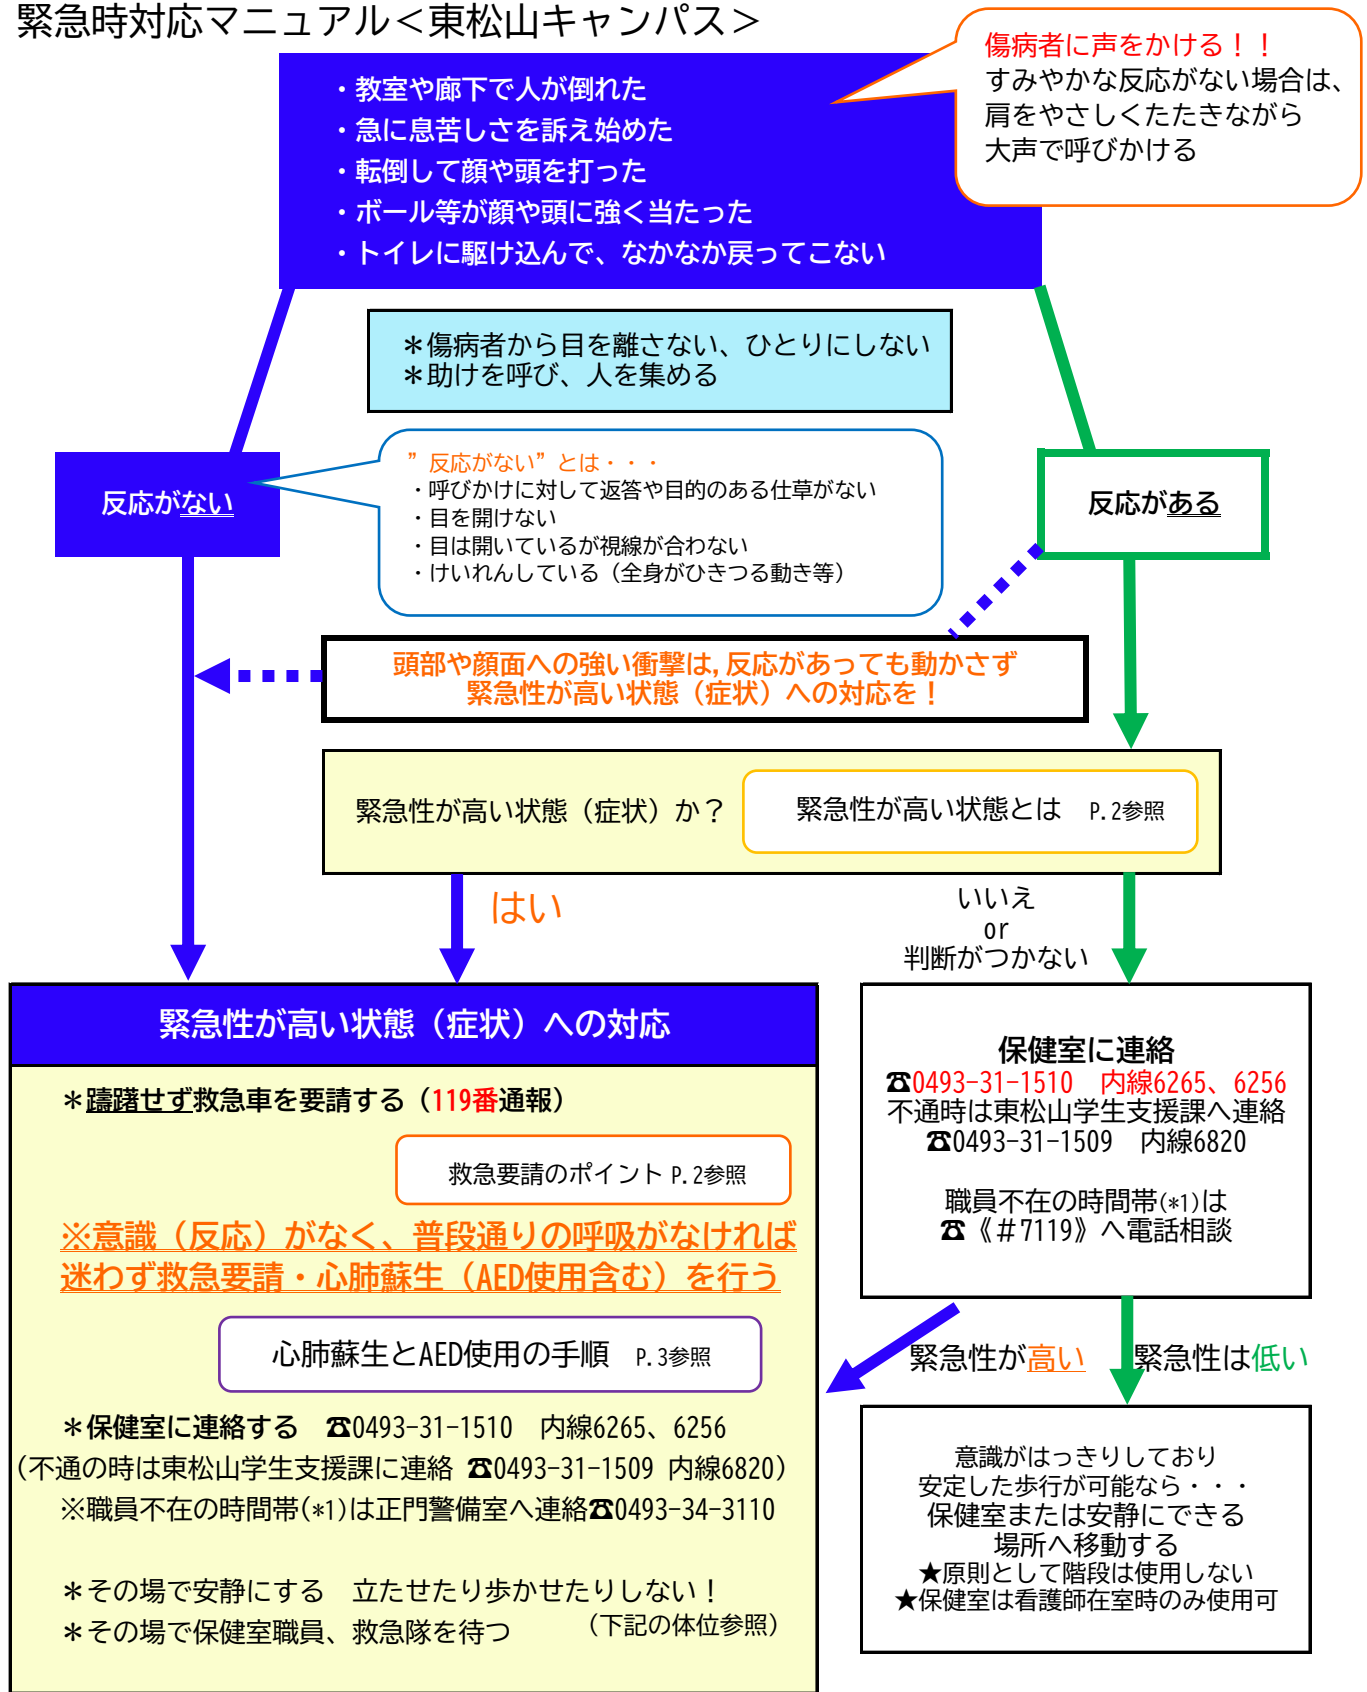 緊急時対応マニュアル＜東松山キャンパス＞
傷病者に声をかける！！
すみやかな反応がない場合は、
肩をやさしくたたきながら
大声で呼びかける
・教室や廊下で人が倒れた
・急に息苦しさを訴え始めた
・転倒して顔や頭を打った
・ボール等が顔や頭に強く当たった
・トイレに駆け込んで、なかなか戻ってこない
＊傷病者から目を離さない、ひとりにしない
＊助けを呼び、人を集める
反応がない
”反応がない”とは・・・
・呼びかけに対して返答や目的のある仕草がない
・目を開けない
・目は開いているが視線が合わない
・けいれんしている（全身がひきつる動き等）
反応がある
頭部や顔面への強い衝撃は,反応があっても動かさず
緊急性が高い状態（症状）への対応を！
緊急性が高い状態（症状）か？
緊急性が高い状態とは P.2参照
はい
いいえ
or
判断がつかない
緊急性が高い状態（症状）への対応
＊躊躇せず救急車を要請する（119番通報）
救急要請のポイント P.2参照
※意識（反応）がなく、普段通りの呼吸がなければ
迷わず救急要請・心肺蘇生（AED使用含む）を行う
心肺蘇生とAED使用の手順 P.3参照
＊保健室に連絡する ☎0493-31-1510 内線6265、6256
（不通の時は東松山学生支援課に連絡 ☎0493-31-1509 内線6820）
※職員不在の時間帯(*1)は正門警備室へ連絡☎0493-34-3110
＊その場で安静にする 立たせたり歩かせたりしない！
＊その場で保健室職員、救急隊を待つ （下記の体位参照）
保健室に連絡
☎0493-31-1510 内線6265、6256
不通時は東松山学生支援課へ連絡
☎0493-31-1509 内線6820
職員不在の時間帯(*1)は
☎《＃7119》へ電話相談
緊急性が高い
緊急性は低い
意識がはっきりしており
安定した歩行が可能なら・・・
保健室または安静にできる
場所へ移動する
★原則として階段は使用しない
★保健室は看護師在室時のみ使用可